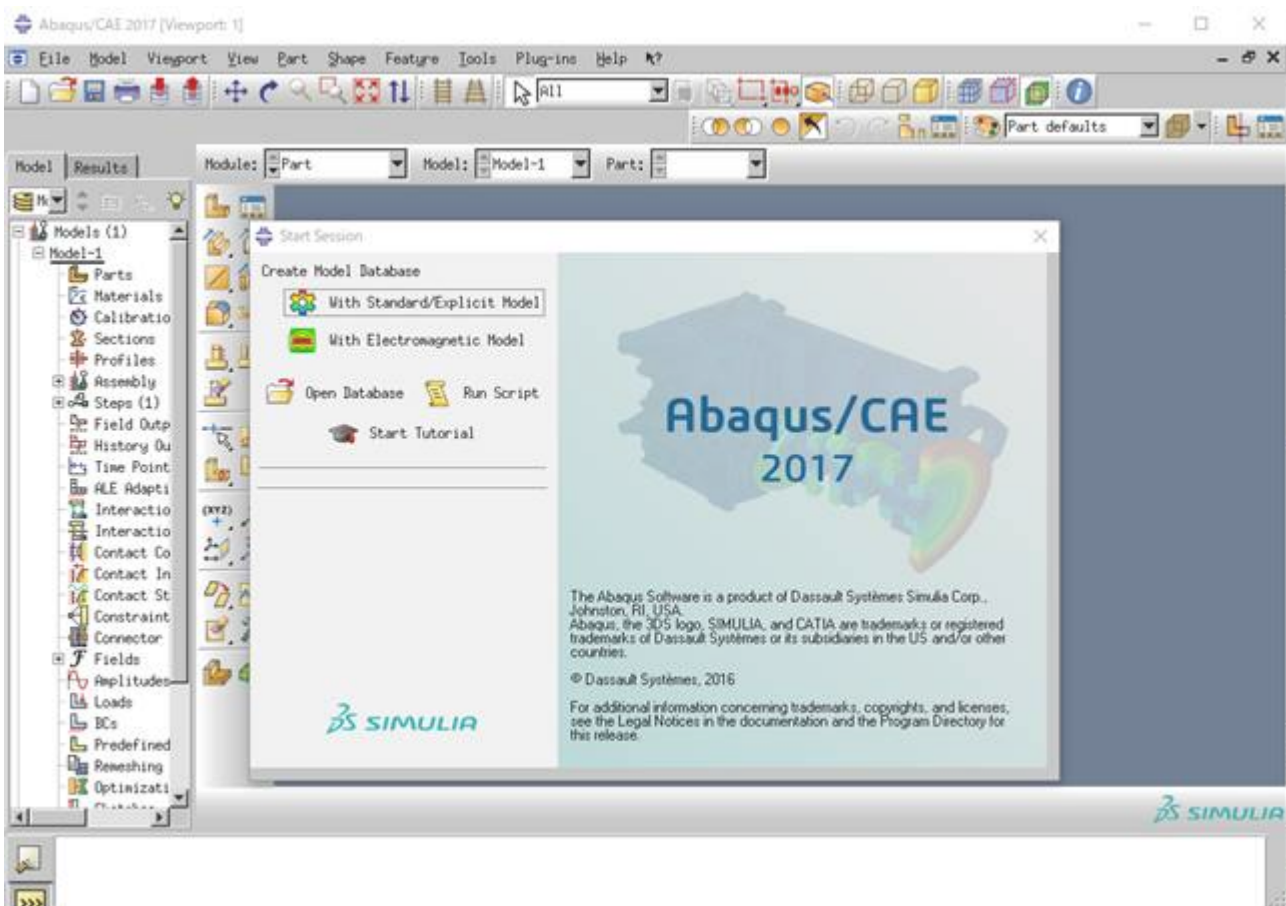 Abaqus/CAE 2017 [Viewport: 1]
File Model Viewport View Part Shape Feature Tools Plug-ins Help
All
Part defaults
Model Results
Module: Part Model: Model-1 Part:
Models (1)
Model-1
Parts
Materials
Calibratio
Sections
Profiles
Assembly
Steps (1)
Field Outp
History Ou
Time Point
ALE Adapti
Interactio
Interactio
Contact Co
Contact In
Contact St
Constraint
Connector
Fields
Amplitudes
Loads
BCs
Predefined
Remeshing
Optimizati
(XYZ)
Start Session
Create Model Database
With Standard/Explicit Model
With Electromagnetic Model
Open Database Run Script
Start Tutorial
SIMULIA
Abaqus/CAE
2017
The Abaqus Software is a product of Dassault Systèmes Simulia Corp.,
Johnston, RI, USA.
Abaqus, the 3DS logo, SIMULIA, and CATIA are trademarks or registered
trademarks of Dassault Systèmes or its subsidiaries in the US and/or other
countries.
© Dassault Systèmes, 2016
For additional information concerning trademarks, copyrights, and licenses,
see the Legal Notices in the documentation and the Program Directory for
this release.
SIMULIA
>>>